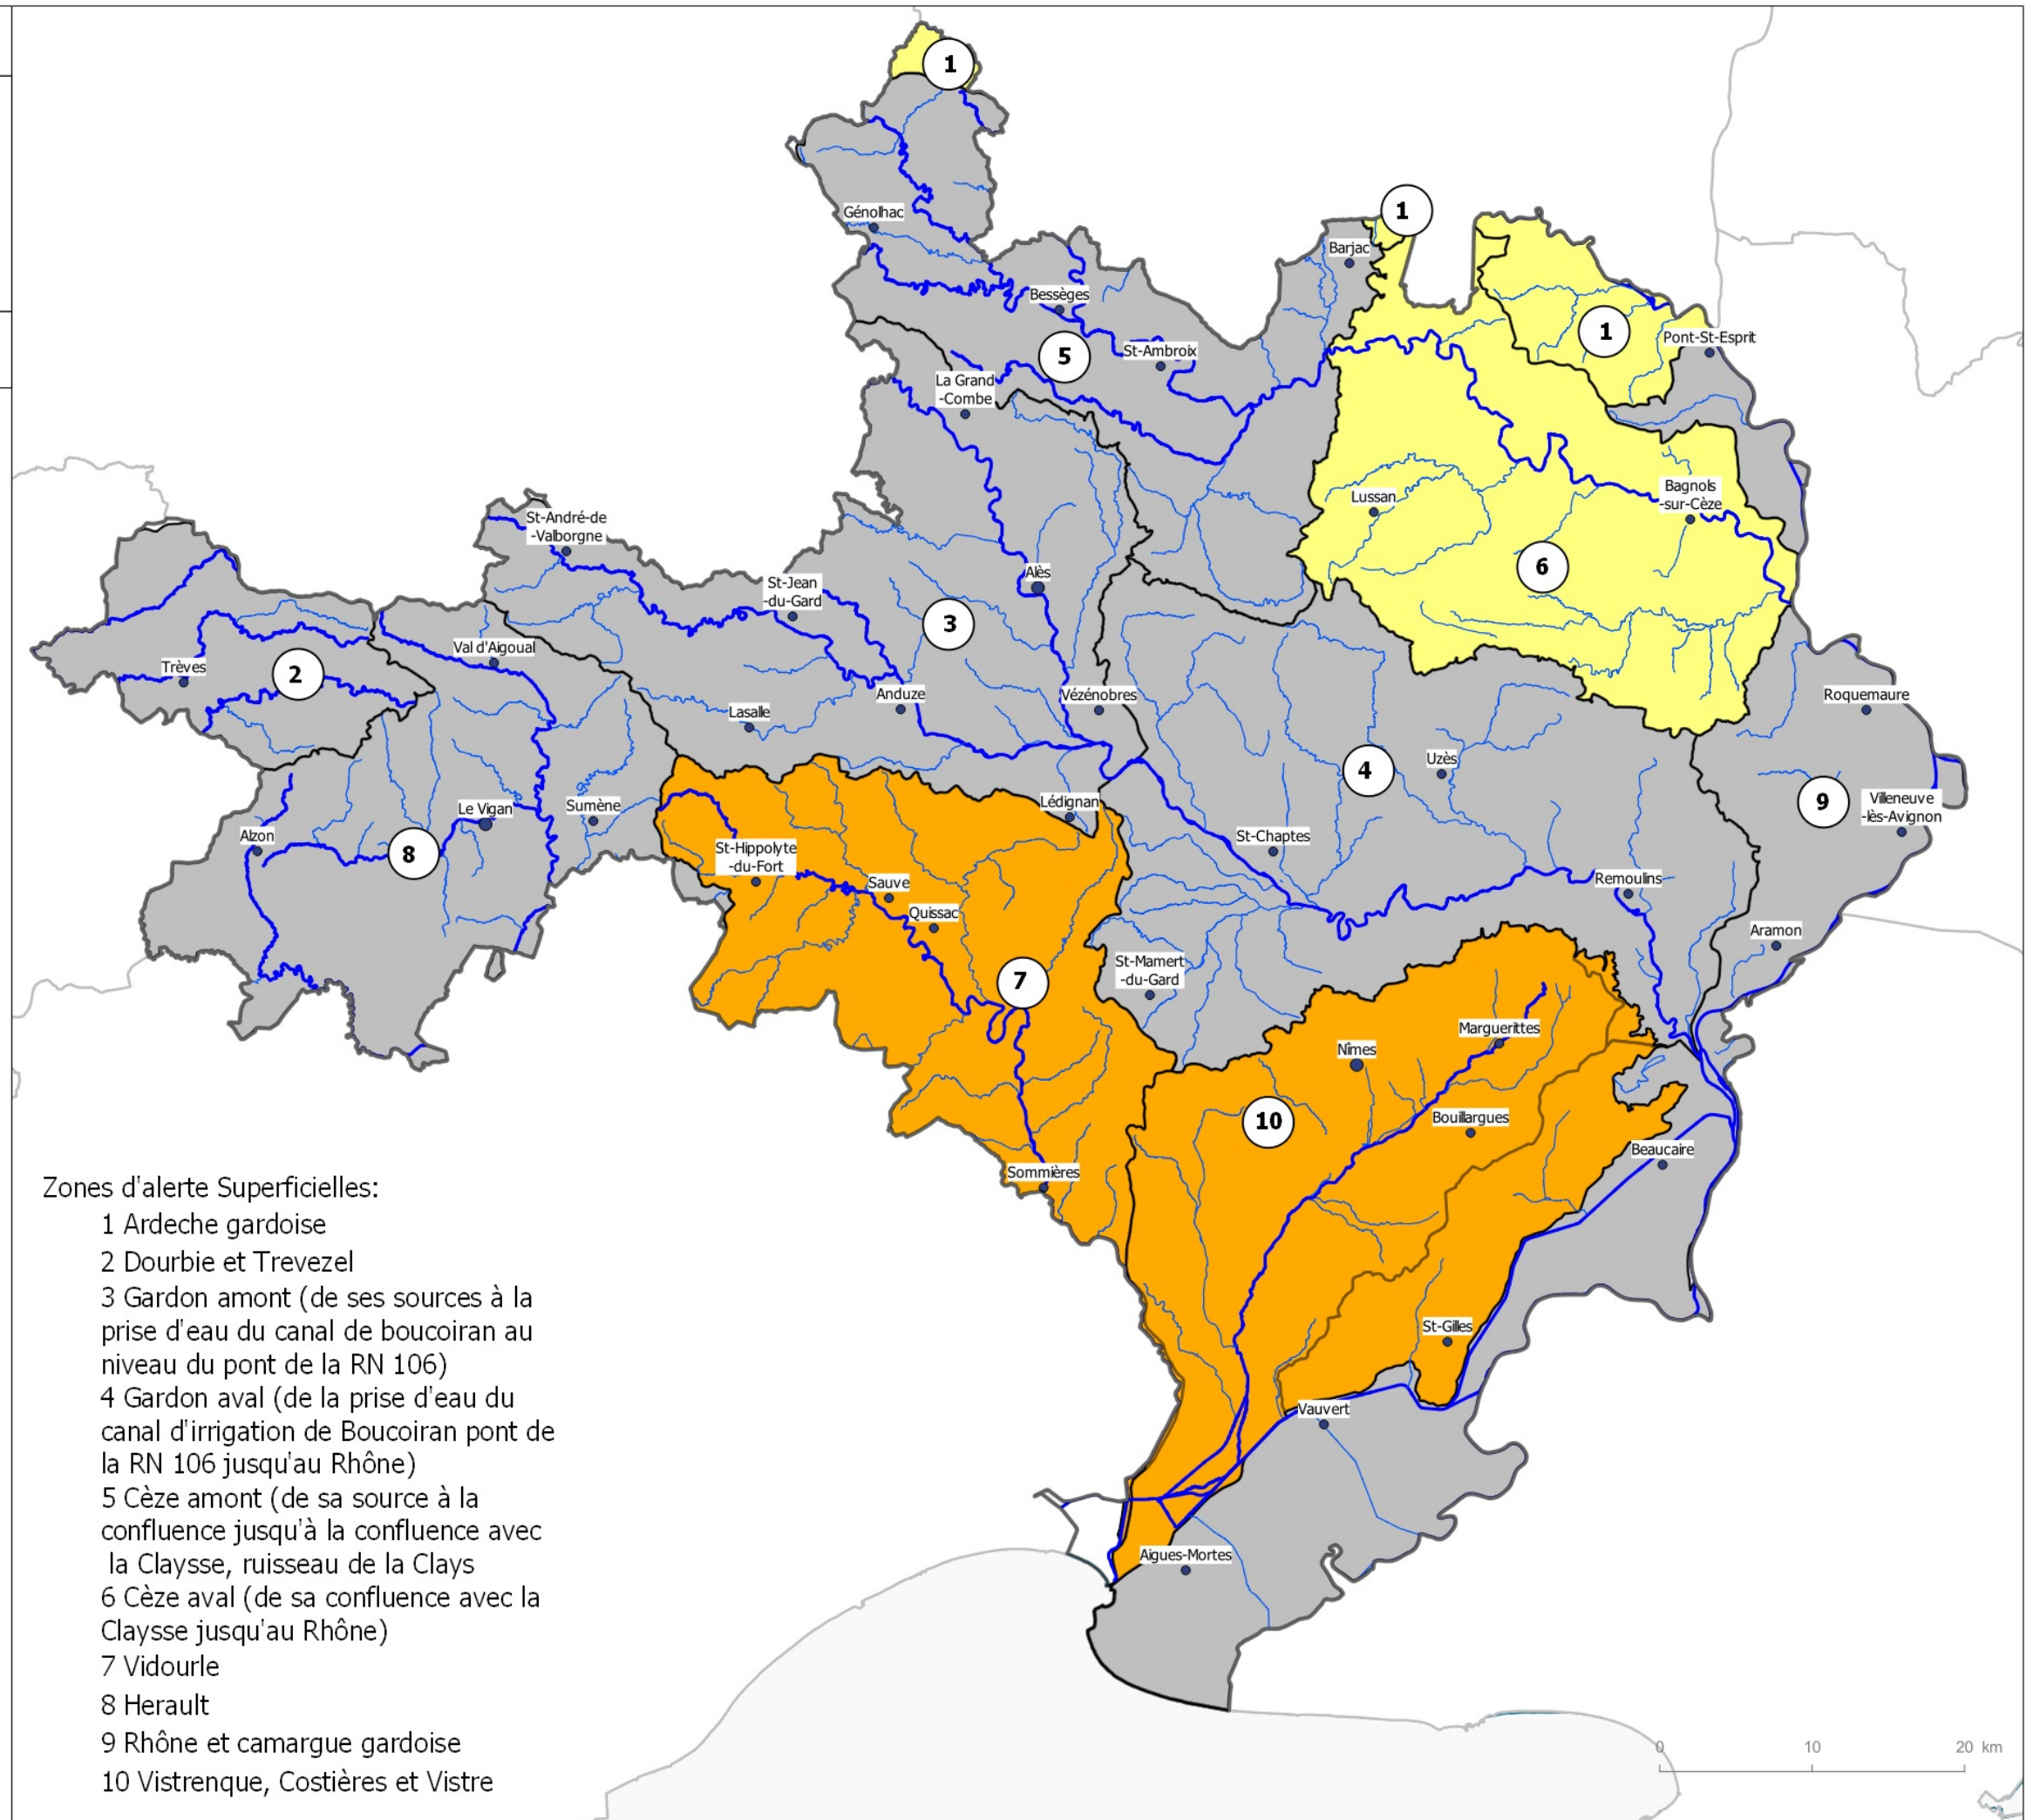 1
1
Génolhac
Barjac
1
Pont-St-Esprit
Bessèges
5
St-Ambroix
La Grand
-Combe
Lussan
Bagnols
-sur-Cèze
6
St-André-de
-Valborgne
Alès
St-Jean
-du-Gard
3
Val d'Aigoual
Trèves
2
Anduze
Vézénobres
Roquemaure
Lasalle
4
Uzès
9
Villeneuve
-lès-Avignon
Le Vigan
Sumène
Lédignan
Alzon
8
St-Hippolyte
-du-Fort
St-Chaptes
Sauve
Remoulins
Quissac
Aramon
7
St-Mamert
-du-Gard
Marguerittes
Nîmes
10
Bouillargues
Beaucaire
Sommières
St-Gilles
Vauvert
Aigues-Mortes
Zones d'alerte Superficielles:
1 Ardeche gardoise
2 Dourbie et Trevezel
3 Gardon amont (de ses sources à la
prise d'eau du canal de boucoiran au
niveau du pont de la RN 106)
4 Gardon aval (de la prise d'eau du
canal d'irrigation de Boucoiran pont de
la RN 106 jusqu'au Rhône)
5 Cèze amont (de sa source à la
confluence jusqu'à la confluence avec
la Claysse, ruisseau de la Clays
6 Cèze aval (de sa confluence avec la
Claysse jusqu'au Rhône)
7 Vidourle
8 Herault
9 Rhône et camargue gardoise
10 Vistrenque, Costières et Vistre
0 10 20 km